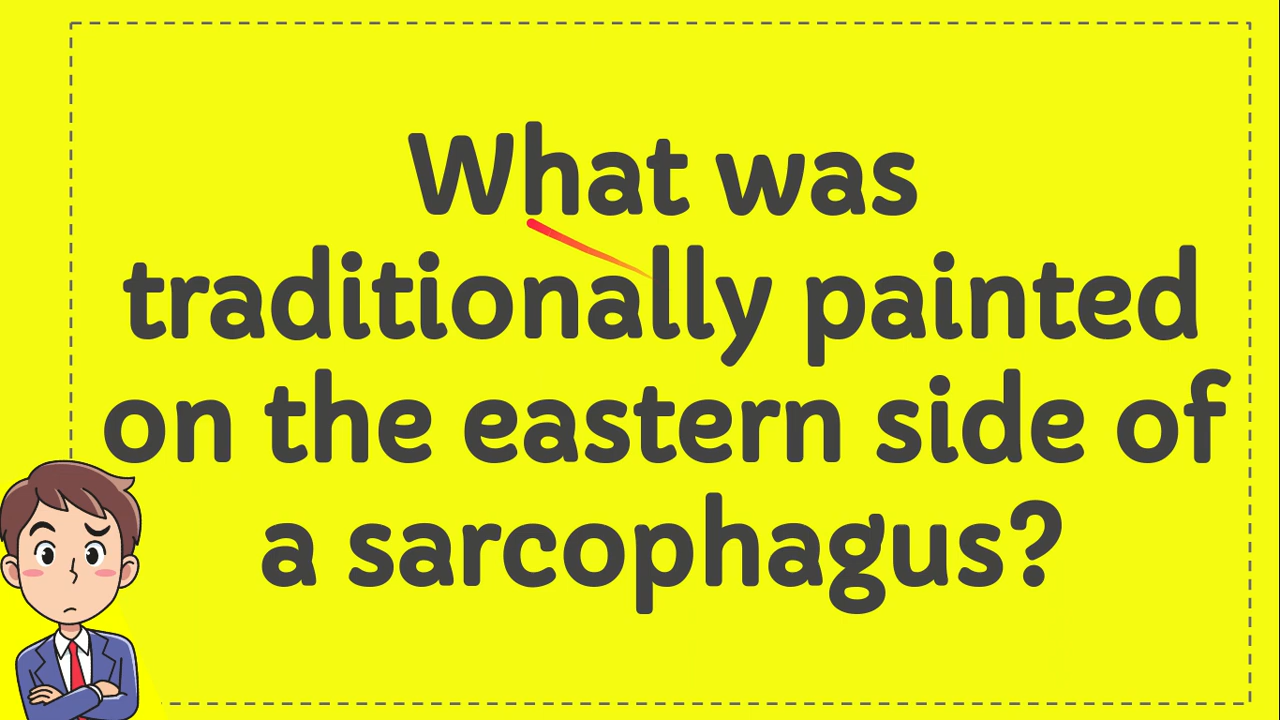 What was
traditionally painted
on the eastern side of
a sarcophagus?